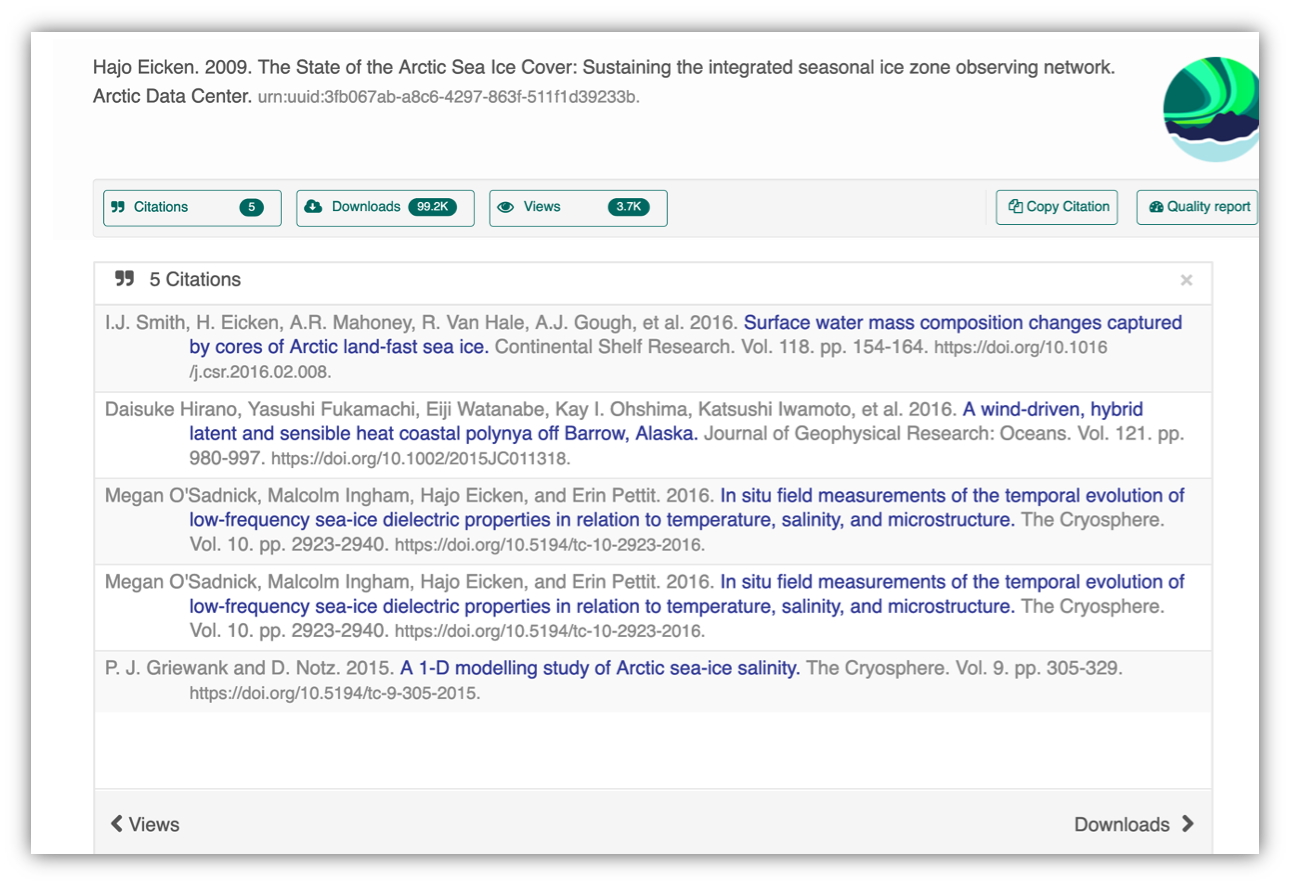 Hajo Eicken. 2009. The State of the Arctic Sea Ice Cover: Sustaining the integrated seasonal ice zone observing network.
Arctic Data Center. urn:uuid:3fb067ab-a8c6-4297-863f-511f1d39233b.
Citations 5 Downloads 99.2K Views 3.7K Copy Citation Quality report
5 Citations
I.J. Smith, H. Eicken, A.R. Mahoney, R. Van Hale, A.J. Gough, et al. 2016. Surface water mass composition changes captured
by cores of Arctic land-fast sea ice. Continental Shelf Research. Vol. 118. pp. 154-164. https://doi.org/10.1016
/j.csr.2016.02.008.
Daisuke Hirano, Yasushi Fukamachi, Eiji Watanabe, Kay I. Ohshima, Katsushi Iwamoto, et al. 2016. A wind-driven, hybrid
latent and sensible heat coastal polynya off Barrow, Alaska. Journal of Geophysical Research: Oceans. Vol. 121. pp.
980-997. https://doi.org/10.1002/2015JC011318.
Megan O'Sadnick, Malcolm Ingham, Hajo Eicken, and Erin Pettit. 2016. In situ field measurements of the temporal evolution of
low-frequency sea-ice dielectric properties in relation to temperature, salinity, and microstructure. The Cryosphere.
Vol. 10. pp. 2923-2940. https://doi.org/10.5194/tc-10-2923-2016.
Megan O'Sadnick, Malcolm Ingham, Hajo Eicken, and Erin Pettit. 2016. In situ field measurements of the temporal evolution of
low-frequency sea-ice dielectric properties in relation to temperature, salinity, and microstructure. The Cryosphere.
Vol. 10. pp. 2923-2940. https://doi.org/10.5194/tc-10-2923-2016.
P. J. Griewank and D. Notz. 2015. A 1-D modelling study of Arctic sea-ice salinity. The Cryosphere. Vol. 9. pp. 305-329.
https://doi.org/10.5194/tc-9-305-2015.
Views Downloads